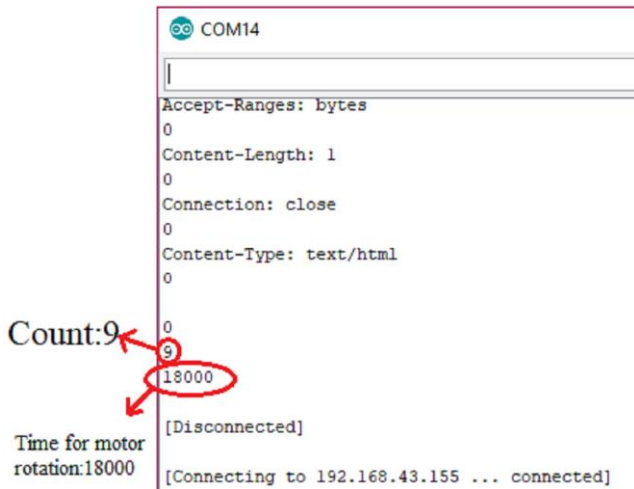 COM14
Accept-Ranges: bytes
0
Content-Length: 1
0
Connection: close
0
Content-Type: text/html
0
0
Count:9
9
18000
Time for motor
rotation:18000
[Disconnected]
[Connecting to 192.168.43.155 ... connected]